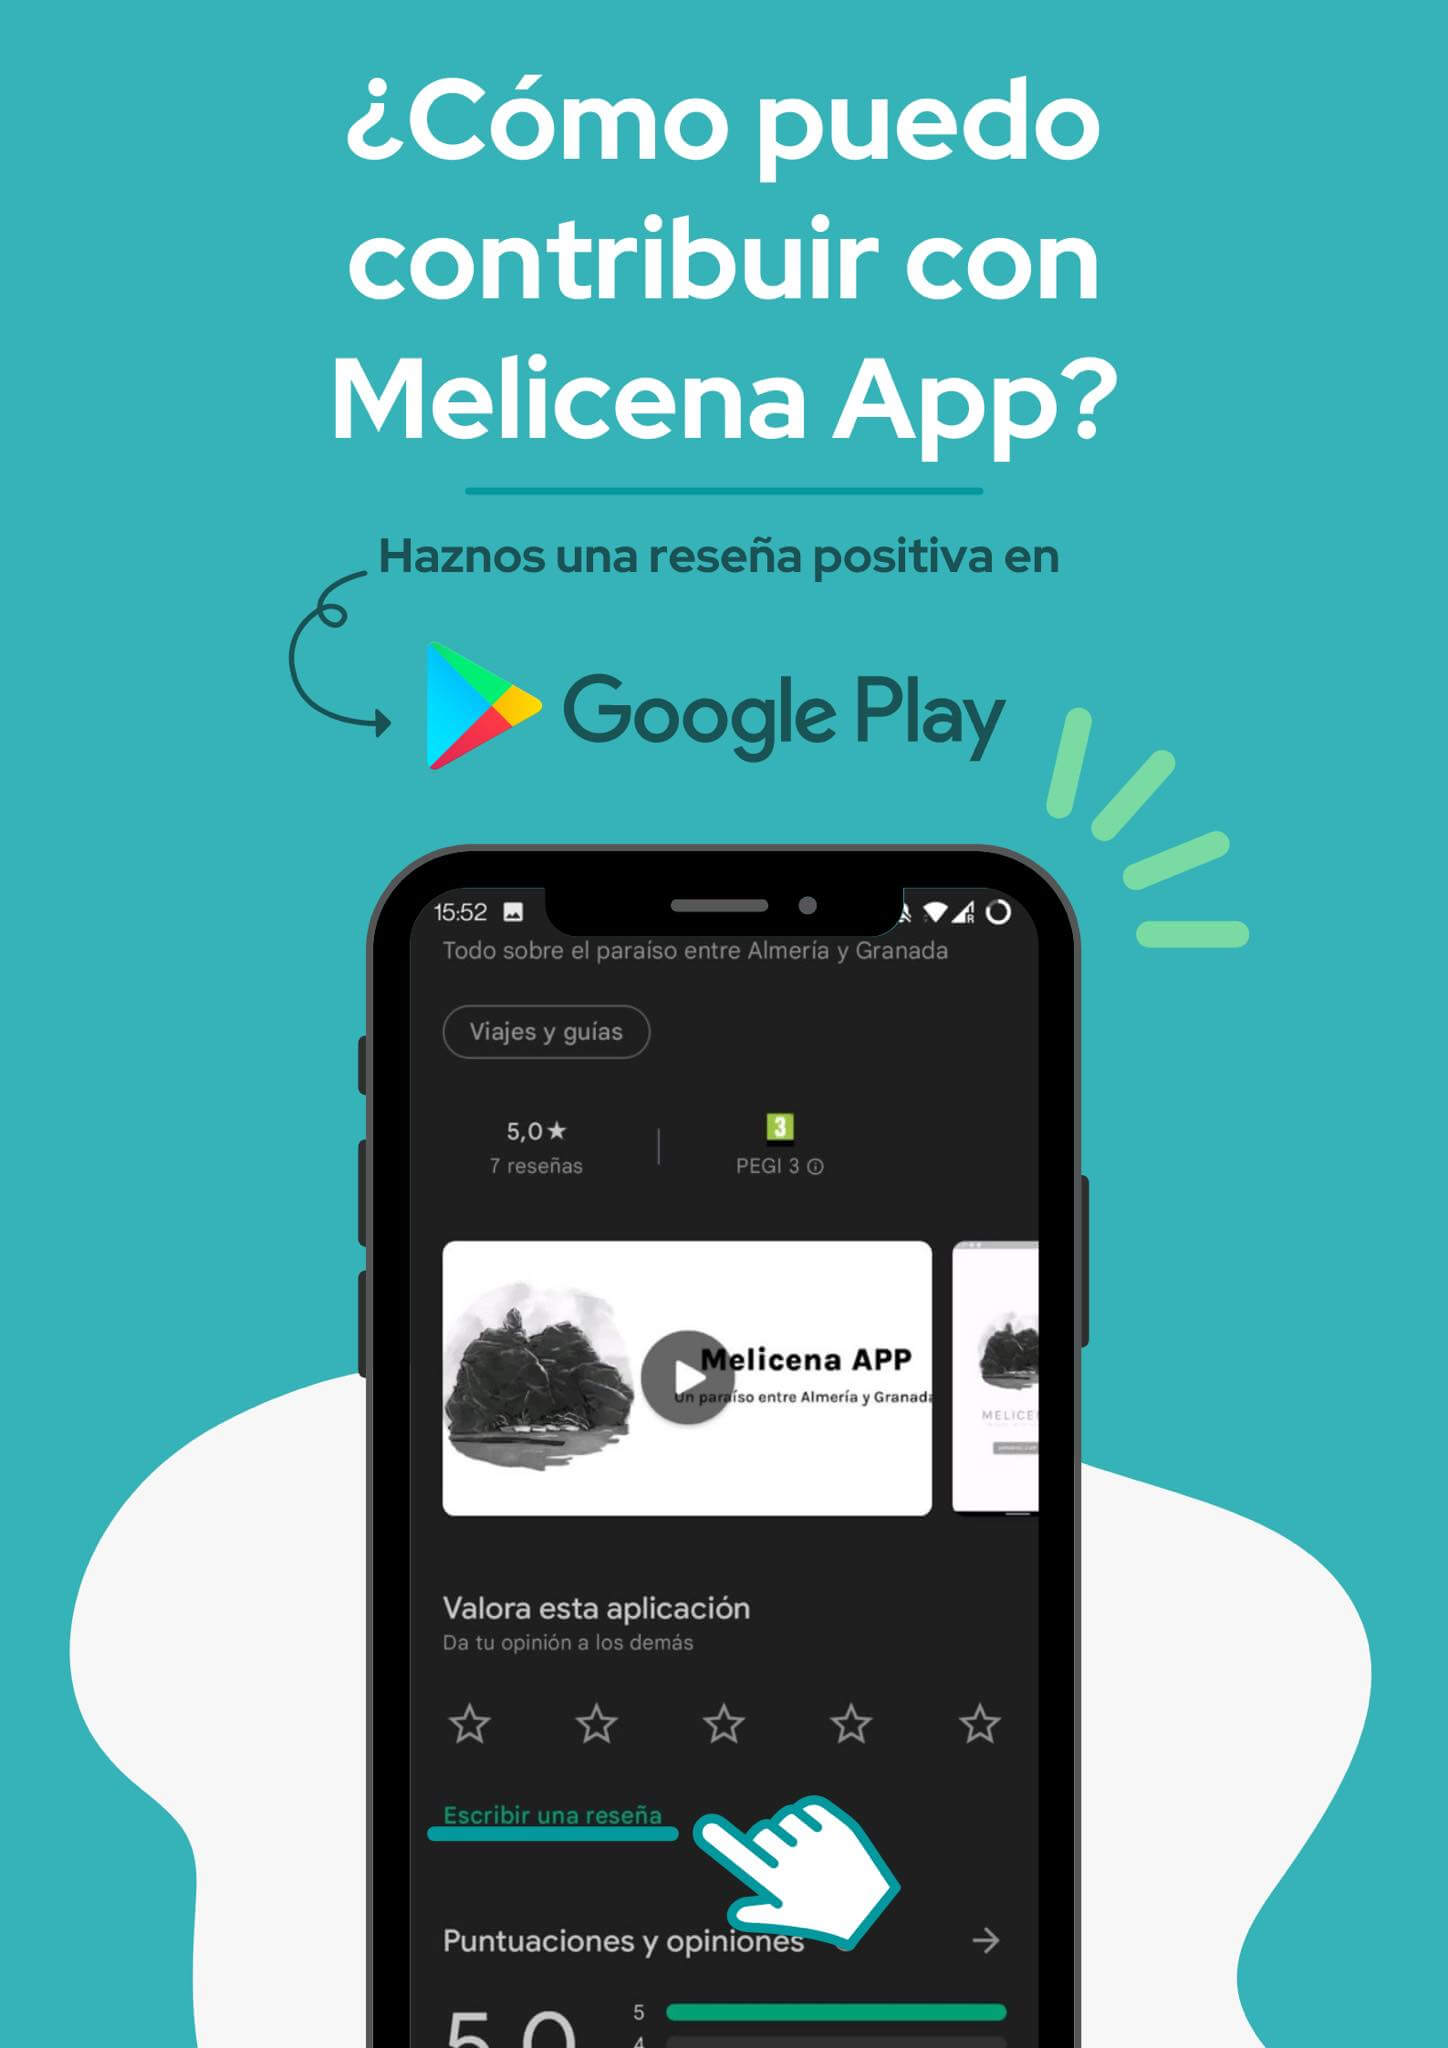 ¿Cómo puedo
contribuir con
Melicena App?
Haznos una reseña positiva en
Google Play
15:52
R
Todo sobre el paraíso entre Almería y Granada
Viajes y guías
5,0★
7 reseñas
3
PEGI 3
Melicena APP
Un paraíso entre Almería y Granada
MELICE
Valora esta aplicación
Da tu opinión a los demás
Escribir una reseña
Puntuaciones y opiniones
5,0
5
4